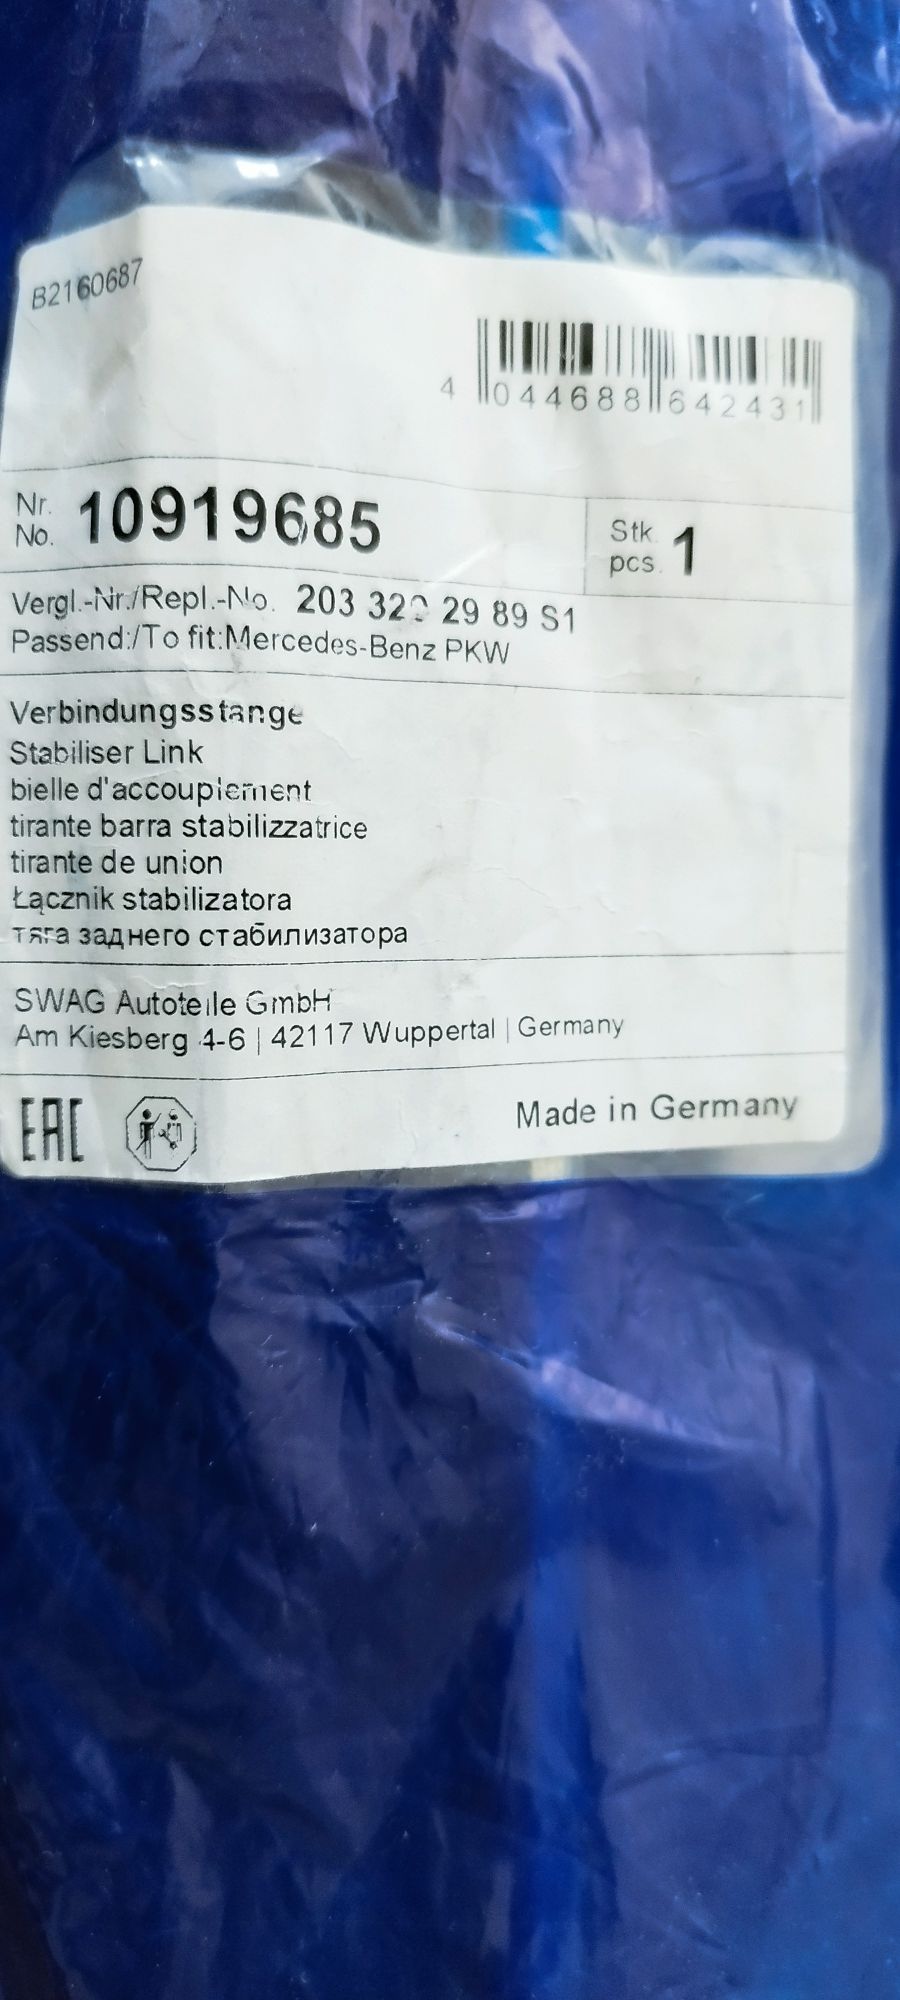 B2160687
4 044688 642431
Nr.
No. 10919685
Stk.
pcs. 1
Vergl.-Nr./Repl.-No. 203 29 89 S1
Passend:/To fit:Mercedes-Benz PKW
Verbindungsstange
Stabiliser Link
bielle d'accouplement
tirante barra stabilizzatrice
tirante de union
Łącznik stabilizatora
тяга заднего стабилизатора
SWAG Autoteile GmbH
Am Kiesberg 4-6 | 42117 Wuppertal | Germany
EAC
Made in Germany